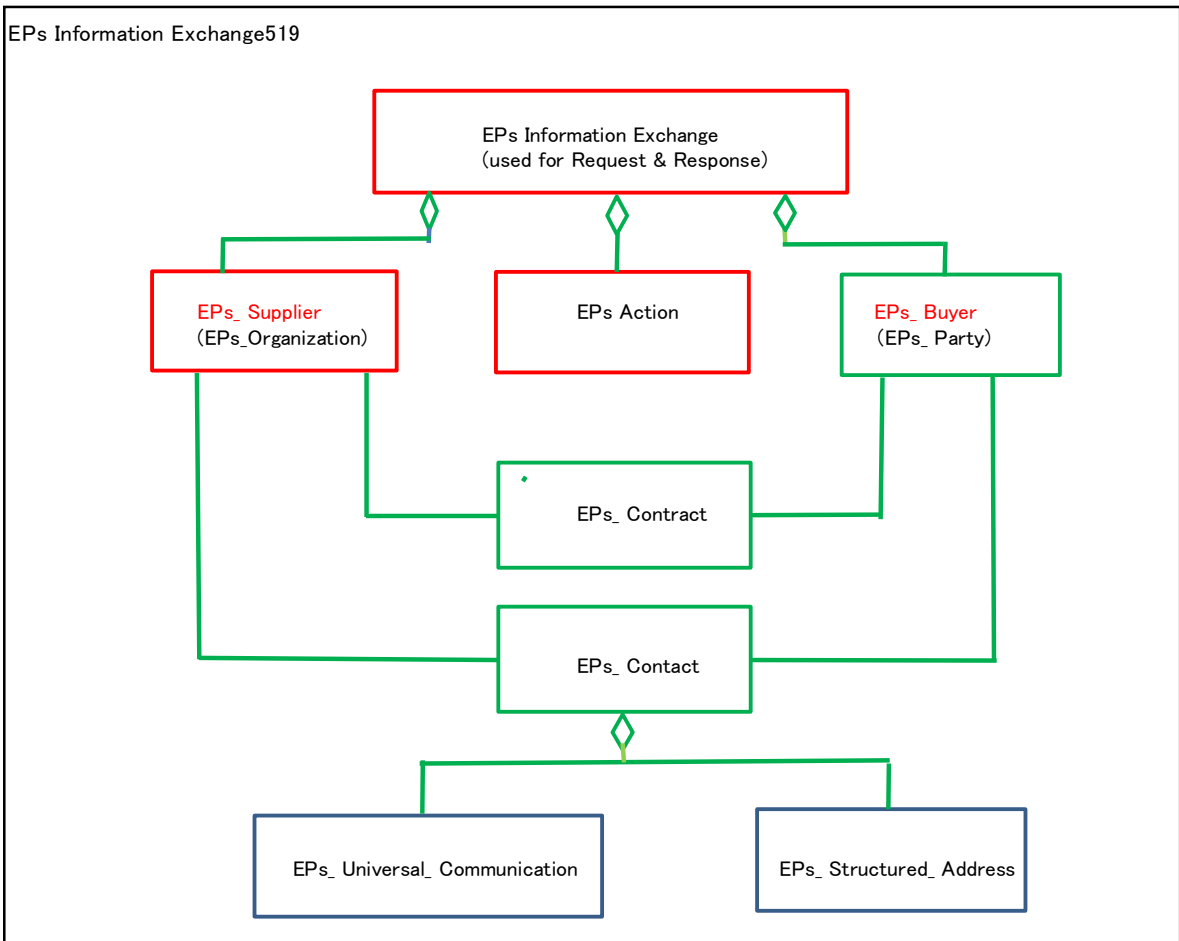 EPs Information Exchange519
EPs Information Exchange
(used for Request & Response)
EPs_ Supplier
(EPs_Organization)
EPs Action
EPs_ Buyer
(EPs_ Party)
EPs_ Contract
EPs_ Contact
EPs_ Universal_ Communication
EPs_ Structured_ Address